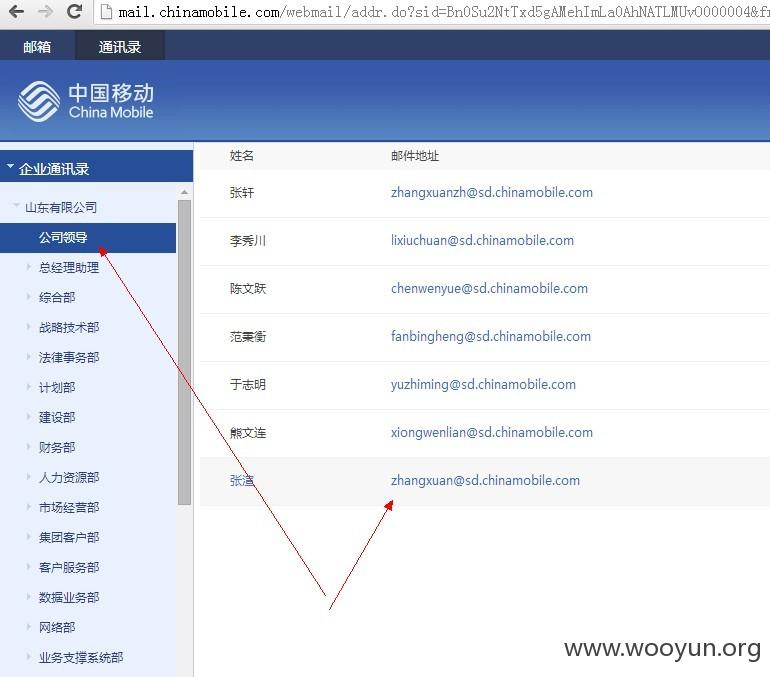 mail.chinamobile.com/webmail/addr.do?sid=Bn0Su2NtTxd5gAMehImLa0AhNATLMUvO000004&f
邮箱 通讯录
中国移动
China Mobile
企业通讯录
山东有限公司
公司领导
总经理助理
综合部
战略技术部
法律事务部
计划部
建设部
财务部
人力资源部
市场经营部
集团客户部
客户服务部
数据业务部
网络部
业务支撑系统部
姓名 邮件地址
张轩 zhangxuanzh@sd.chinamobile.com
李秀川 lixiuchuan@sd.chinamobile.com
陈文跃 chenwenyue@sd.chinamobile.com
范秉衡 fanbingheng@sd.chinamobile.com
于志明 yuzhiming@sd.chinamobile.com
熊文连 xiongwenlian@sd.chinamobile.com
zhangxuan@sd.chinamobile.com
www.wooyun.org